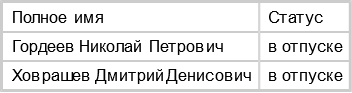 Полное имя Статус
Гордеев Николай Петрович в отпуске
Ховрашев Дмитрий Денисович в отпуске